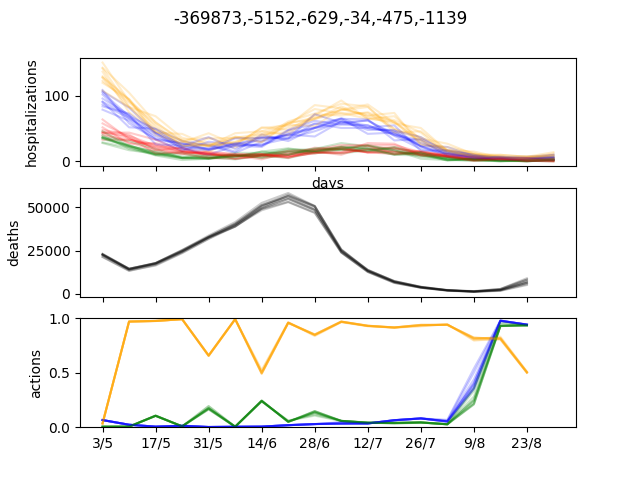 -369873,-5152,-629,-34,-475,-1139
hospitalizations
100
0
days
deaths
50000
25000
0
actions
1.0
0.5
0.0
3/5 17/5 31/5 14/6 28/6 12/7 26/7 9/8 23/8